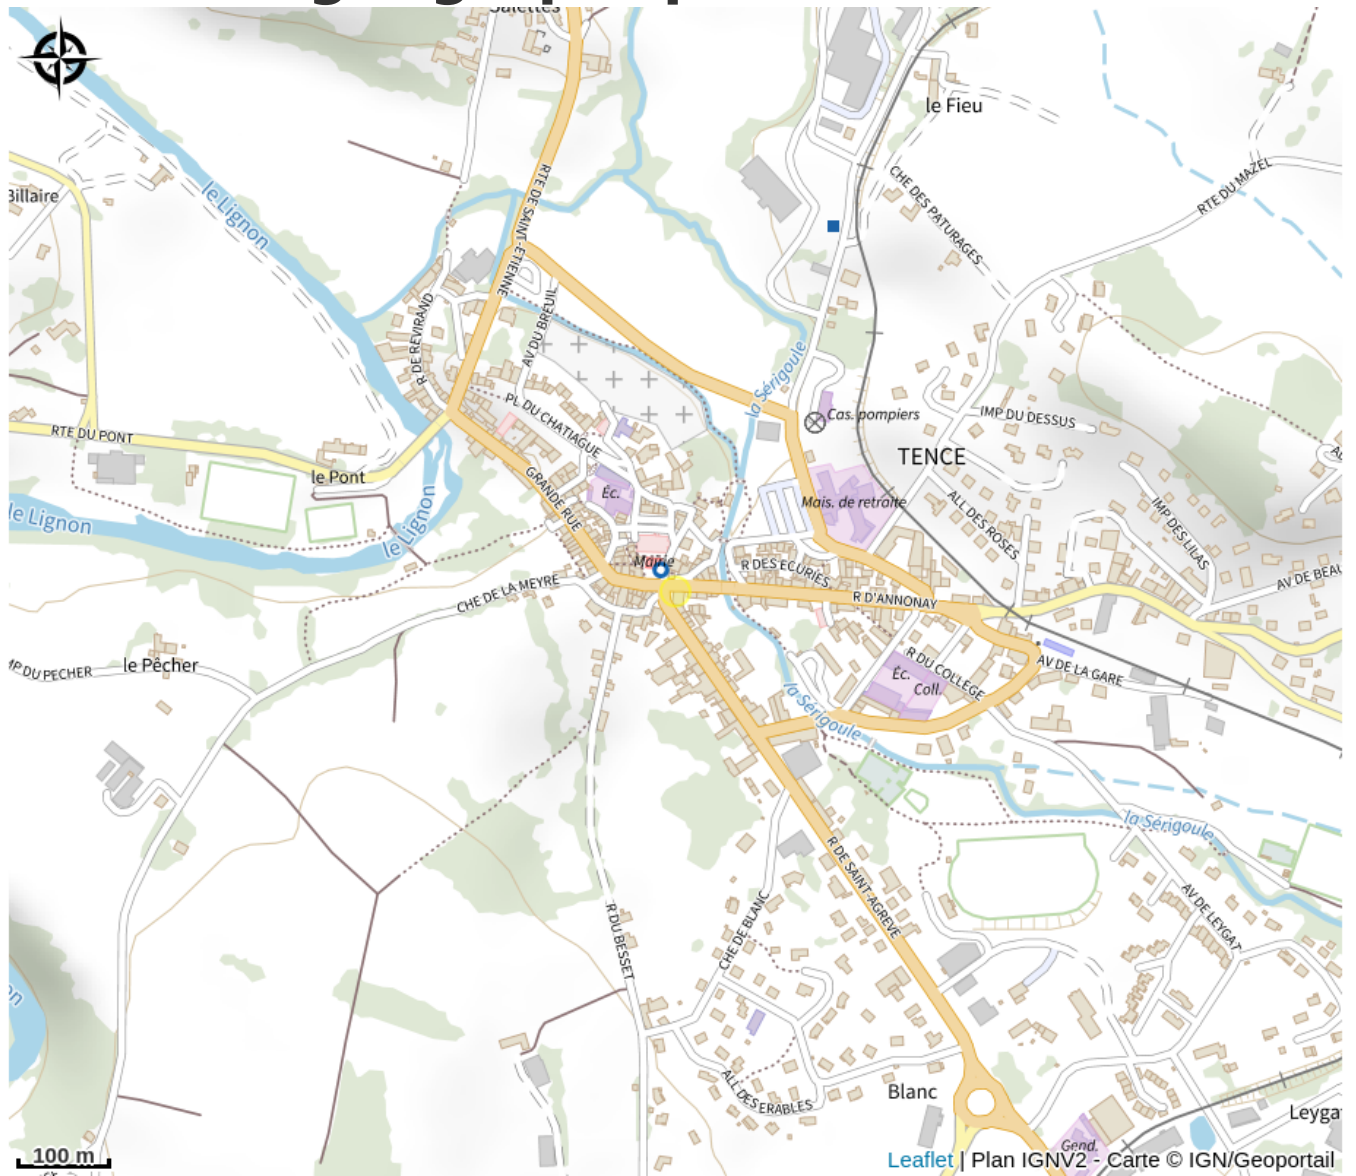 Salettes
le Fieu
CHE DES PATURAGES
RTE DU MAZEL
Billaire
le Lignon
RTE DE SAINT-ETIENNE
R DE REVIRAND
AV DU BREUIL
la Sérigoule
Cas. pompiers
IMP DU DESSUS
PL DU CHATIAGUE
RTE DU PONT
TENCE
le Pont
GRANDE RUE
Éc.
Mais. de retraite
ALL DES ROSES
IMP DES LILAS
le Lignon
le Lignon
Mairie
R DES ECURIES
R D'ANNONAY
AV DE BEAU
CHE DE LA MEYRE
le Pêcher
MP DU PECHER
R DU COLLEGE
Éc.
Coll.
AV DE LA GARE
la Sérigoule
la Sérigoule
R DE SAINT-AGREVE
AV DE LEYGAT
CHE DE BLANC
R DU BESSET
on
ALL DES ERABLES
Blanc
Leyga
Gend.
100 m
Leaflet | Plan IGNV2 - Carte © IGN/Geoportail